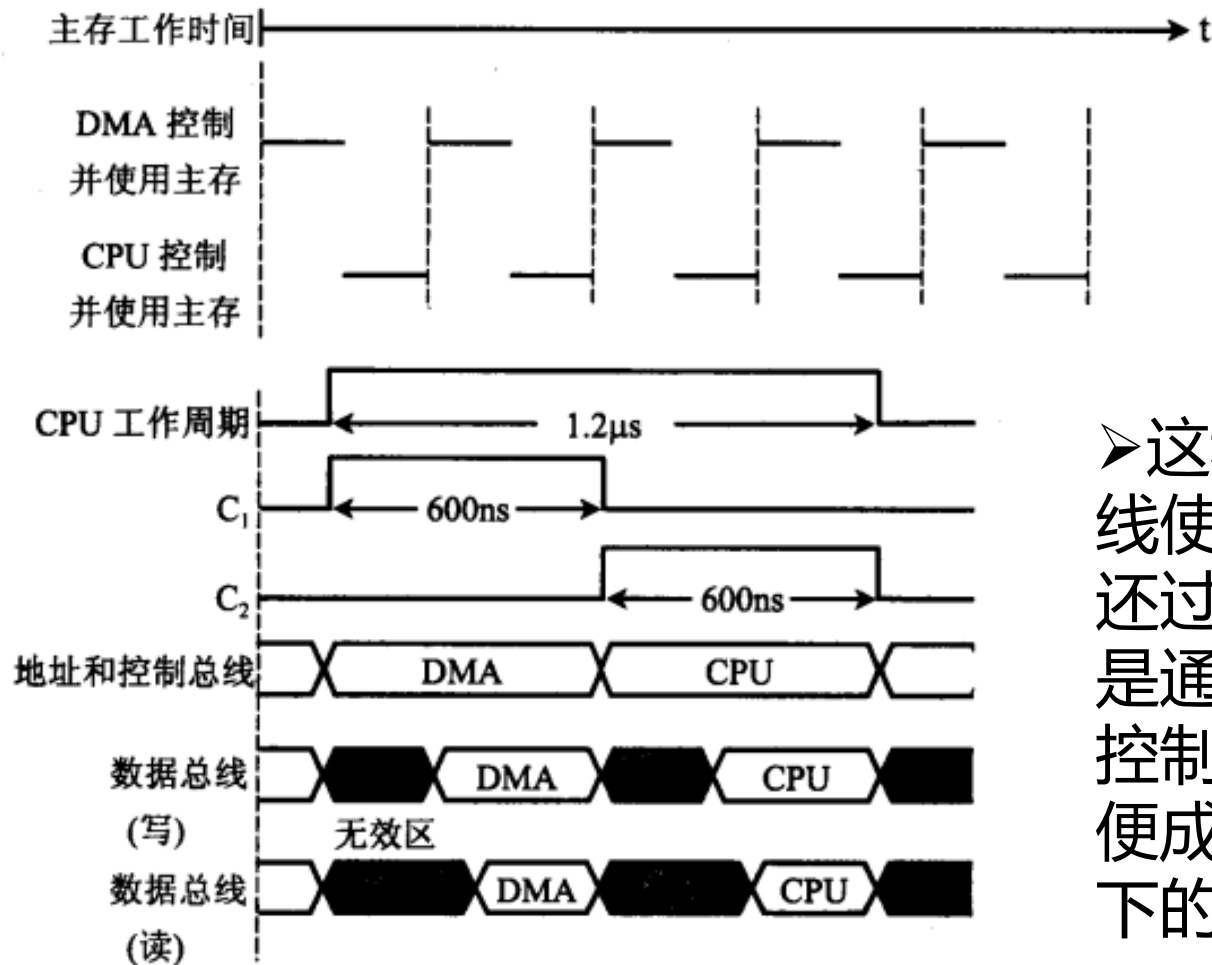 主存工作时间
t
DMA 控制
并使用主存
CPU 控制
并使用主存
CPU 工作周期
1.2μs
C₁
600ns
C₂
600ns
地址和控制总线
DMA
CPU
数据总线
(写)
DMA
CPU
无效区
数据总线
(读)
DMA
CPU
➢这
线使
还过
是通
控制
便成
下的